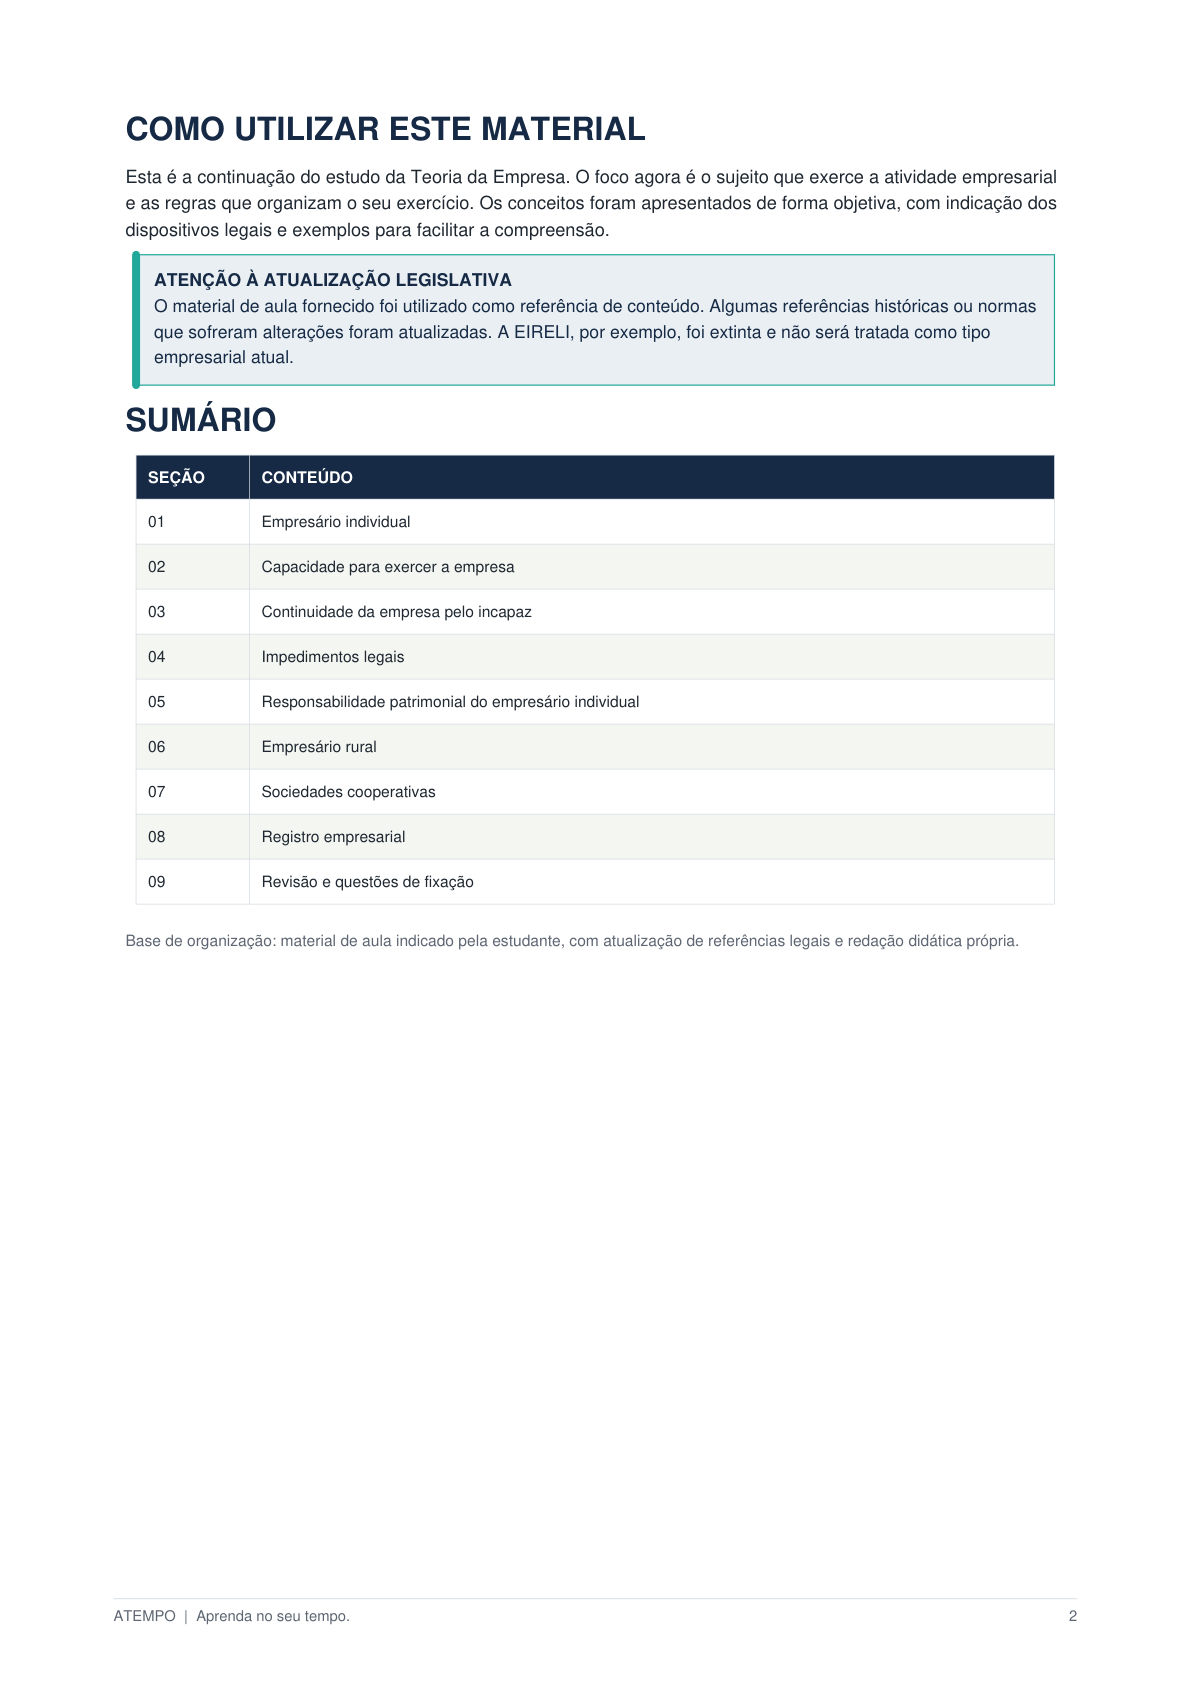 COMO UTILIZAR ESTE MATERIAL
Esta é a continuação do estudo da Teoria da Empresa. O foco agora é o sujeito que exerce a atividade empresarial
e as regras que organizam o seu exercício. Os conceitos foram apresentados de forma objetiva, com indicação dos
dispositivos legais e exemplos para facilitar a compreensão.
ATENÇÃO À ATUALIZAÇÃO LEGISLATIVA
O material de aula fornecido foi utilizado como referência de conteúdo. Algumas referências históricas ou normas
que sofreram alterações foram atualizadas. A EIRELI, por exemplo, foi extinta e não será tratada como tipo
empresarial atual.
SUMÁRIO
SEÇÃO CONTEÚDO
01 Empresário individual
02 Capacidade para exercer a empresa
03 Continuidade da empresa pelo incapaz
04 Impedimentos legais
05 Responsabilidade patrimonial do empresário individual
06 Empresário rural
07 Sociedades cooperativas
08 Registro empresarial
09 Revisão e questões de fixação
Base de organização: material de aula indicado pela estudante, com atualização de referências legais e redação didática própria.
ATEMPO | Aprenda no seu tempo. 2